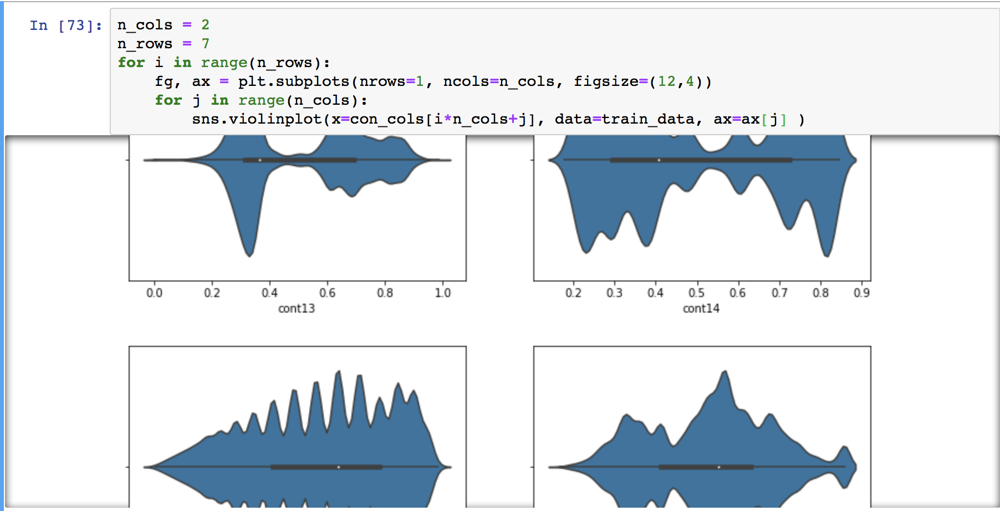 In [73]:
n_cols = 2
n_rows = 7
for i in range(n_rows):
    fg, ax = plt.subplots(nrows=1, ncols=n_cols, figsize=(12,4))
    for j in range(n_cols):
        sns.violinplot(x=con_cols[i*n_cols+j], data=train_data, ax=ax[j] )
0.0 0.2 0.4 0.6 0.8 1.0
cont13
0.2 0.3 0.4 0.5 0.6 0.7 0.8 0.9
cont14